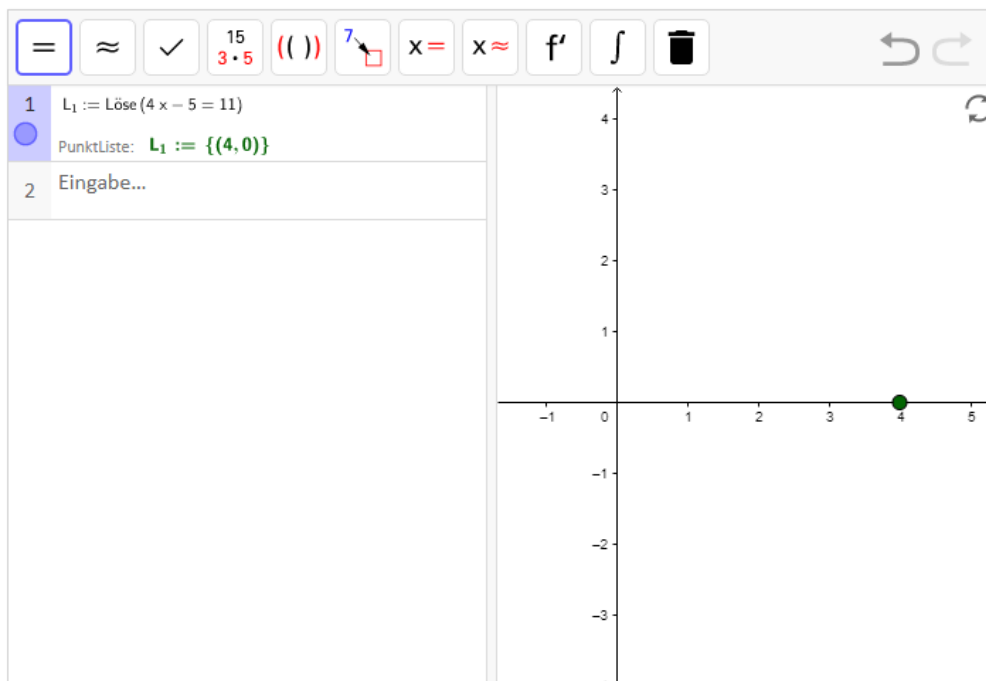 = ≈ ✓ 15 (( )) 7 x = x ≈ f‘ ∫
3 · 5
1 L₁ := Löse (4 x − 5 = 11)
PunktListe: L₁ := {(4, 0)}
2 Eingabe...
4
3
2
1
−1 0 1 2 3 4 5
−1
−2
−3